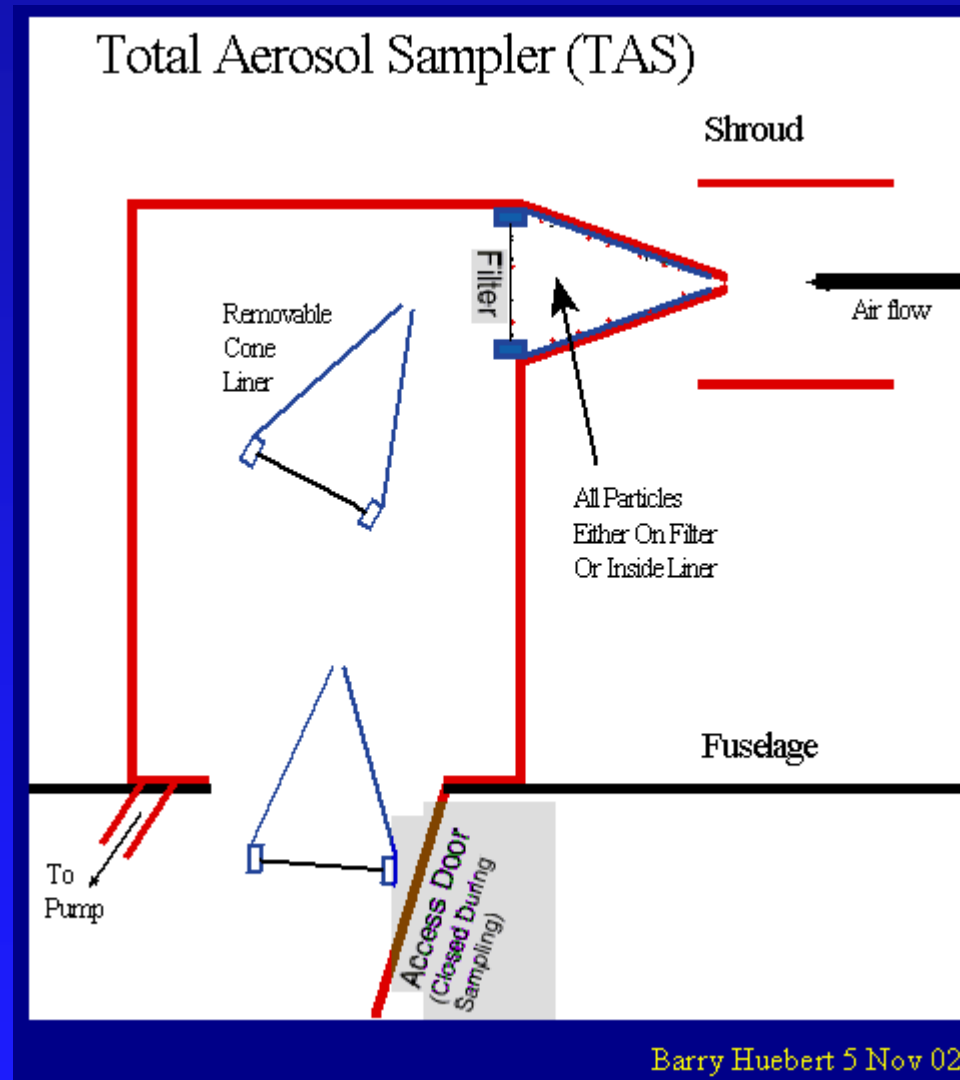 Total Aerosol Sampler (TAS)
Shroud
Filter
Air flow
Removable
Cone
Liner
All Particles
Either On Filter
Or Inside Liner
Fuselage
To
Pump
Access Door
(Closed During
Sampling)
Barry Huebert 5 Nov 02